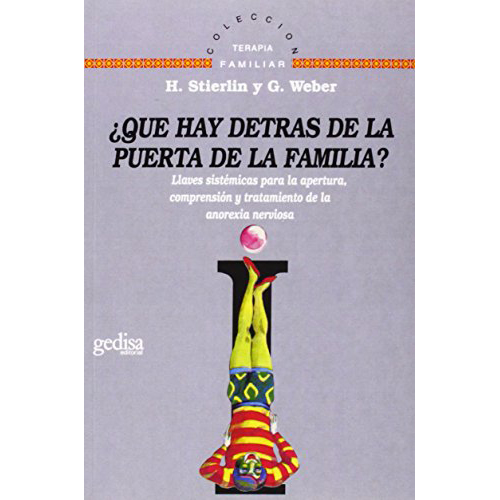 COLECCION
TERAPIA
FAMILIAR
H. Stierlin y G. Weber
¿QUE HAY DETRAS DE LA
PUERTA DE LA FAMILIA?
Llaves sistémicas para la apertura,
comprensión y tratamiento de la
anorexia nerviosa
gedisa
editorial